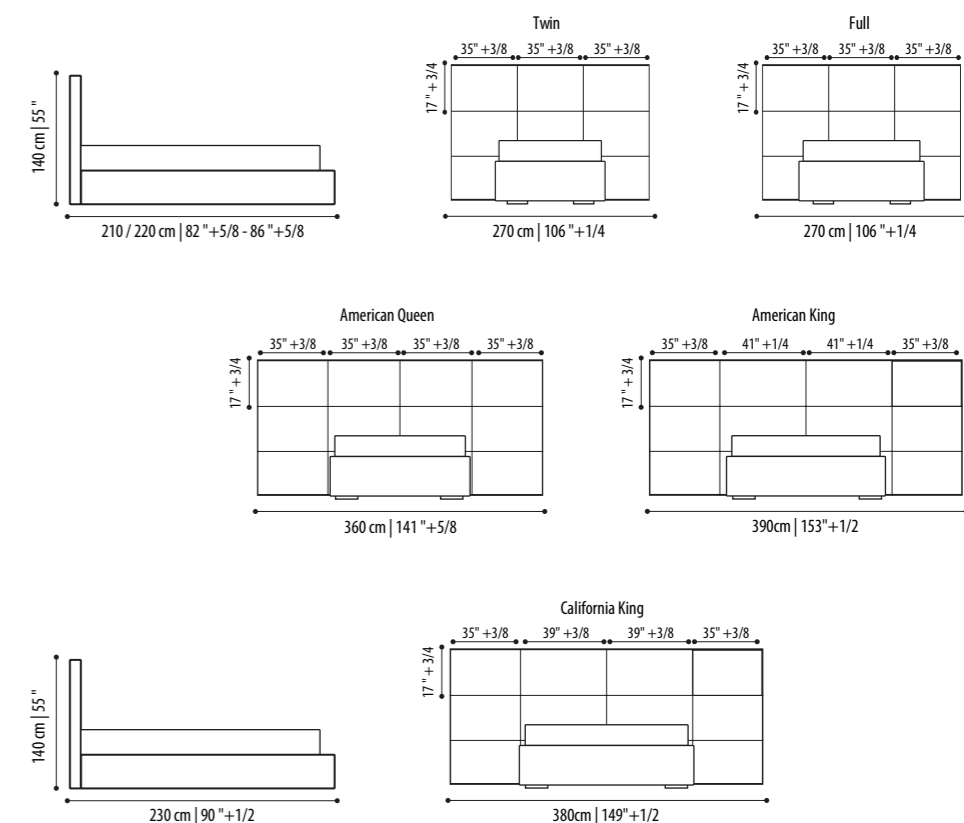 Twin
35" +3/8 35" +3/8 35" +3/8
17 " + 3/4
270 cm | 106 "+1/4
Full
35" +3/8 35" +3/8 35" +3/8
17 " + 3/4
270 cm | 106 "+1/4
140 cm | 55 "
210 / 220 cm | 82 "+5/8 - 86 "+5/8
American Queen
35" +3/8 35" +3/8 35" +3/8 35" +3/8
17 " + 3/4
360 cm | 141 "+5/8
American King
35" +3/8 41" +1/4 41" +1/4 35" +3/8
17 " + 3/4
390cm | 153"+1/2
California King
35" +3/8 39" +3/8 39" +3/8 35" +3/8
17 " + 3/4
380cm | 149"+1/2
140 cm | 55 "
230 cm | 90 "+1/2